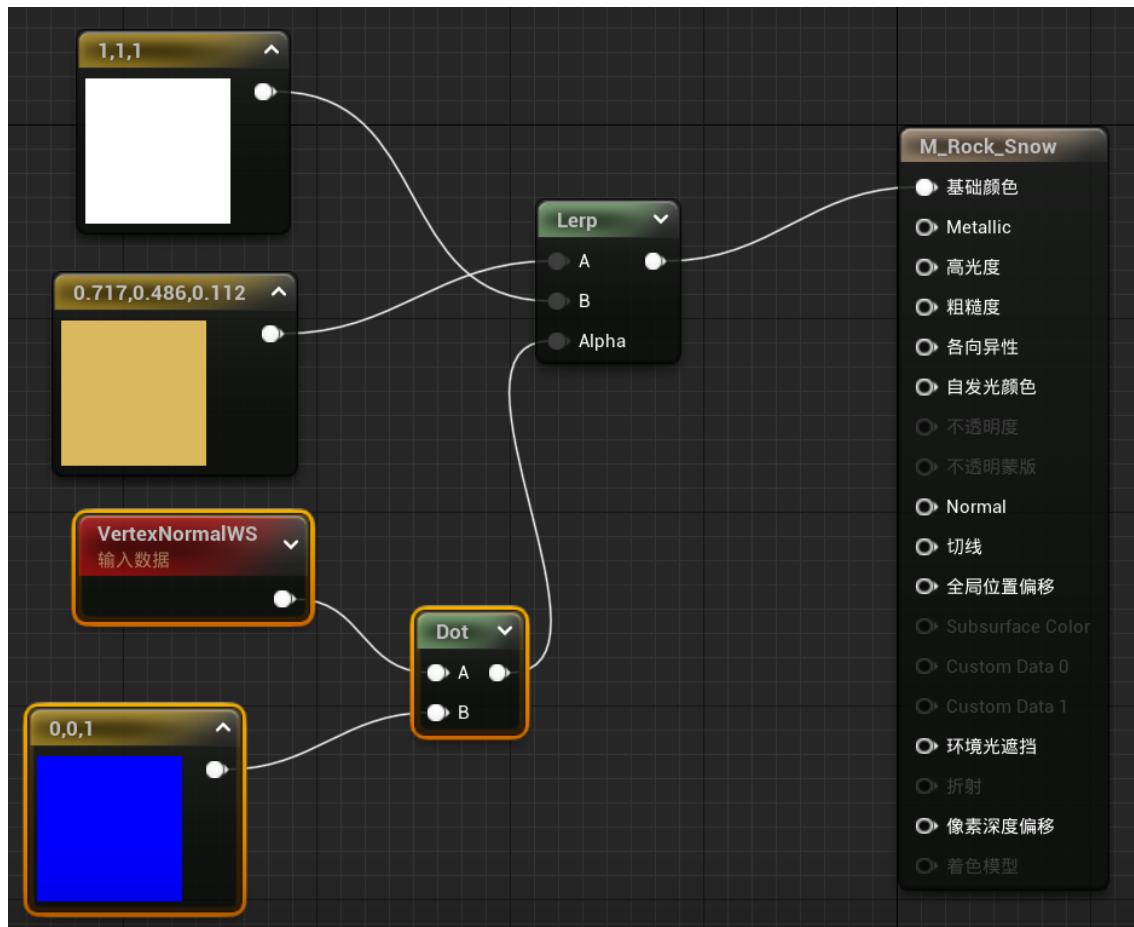 1,1,1
0.717,0.486,0.112
VertexNormalWS
输入数据
0,0,1
Dot
A
B
Lerp
A
B
Alpha
M_Rock_Snow
基础颜色
Metallic
高光度
粗糙度
各向异性
自发光颜色
不透明度
不透明蒙版
Normal
切线
全局位置偏移
Subsurface Color
Custom Data 0
Custom Data 1
环境光遮挡
折射
像素深度偏移
着色模型